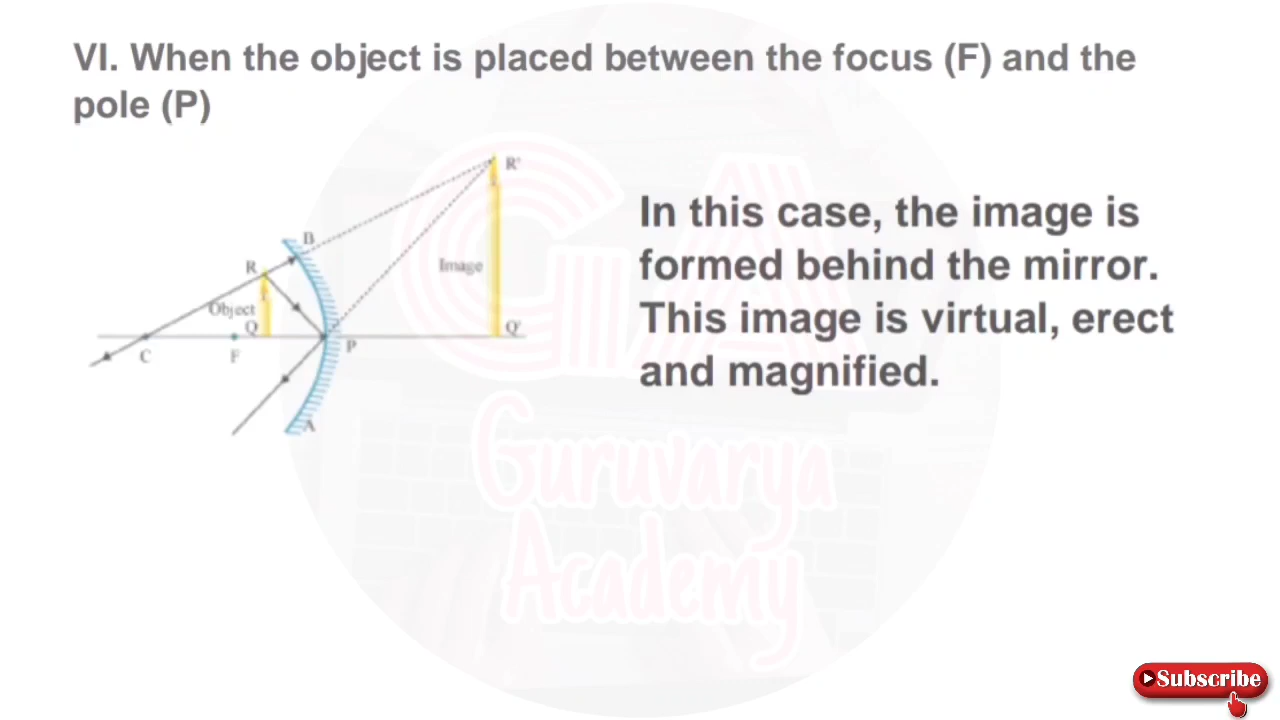 VI. When the object is placed between the focus (F) and the
pole (P)
R'
In this case, the image is
formed behind the mirror.
This image is virtual, erect
and magnified.
B
R
Image
Object
Q
Q'
C
F
P
A
GA
Guruvarya
Academy
Subscribe